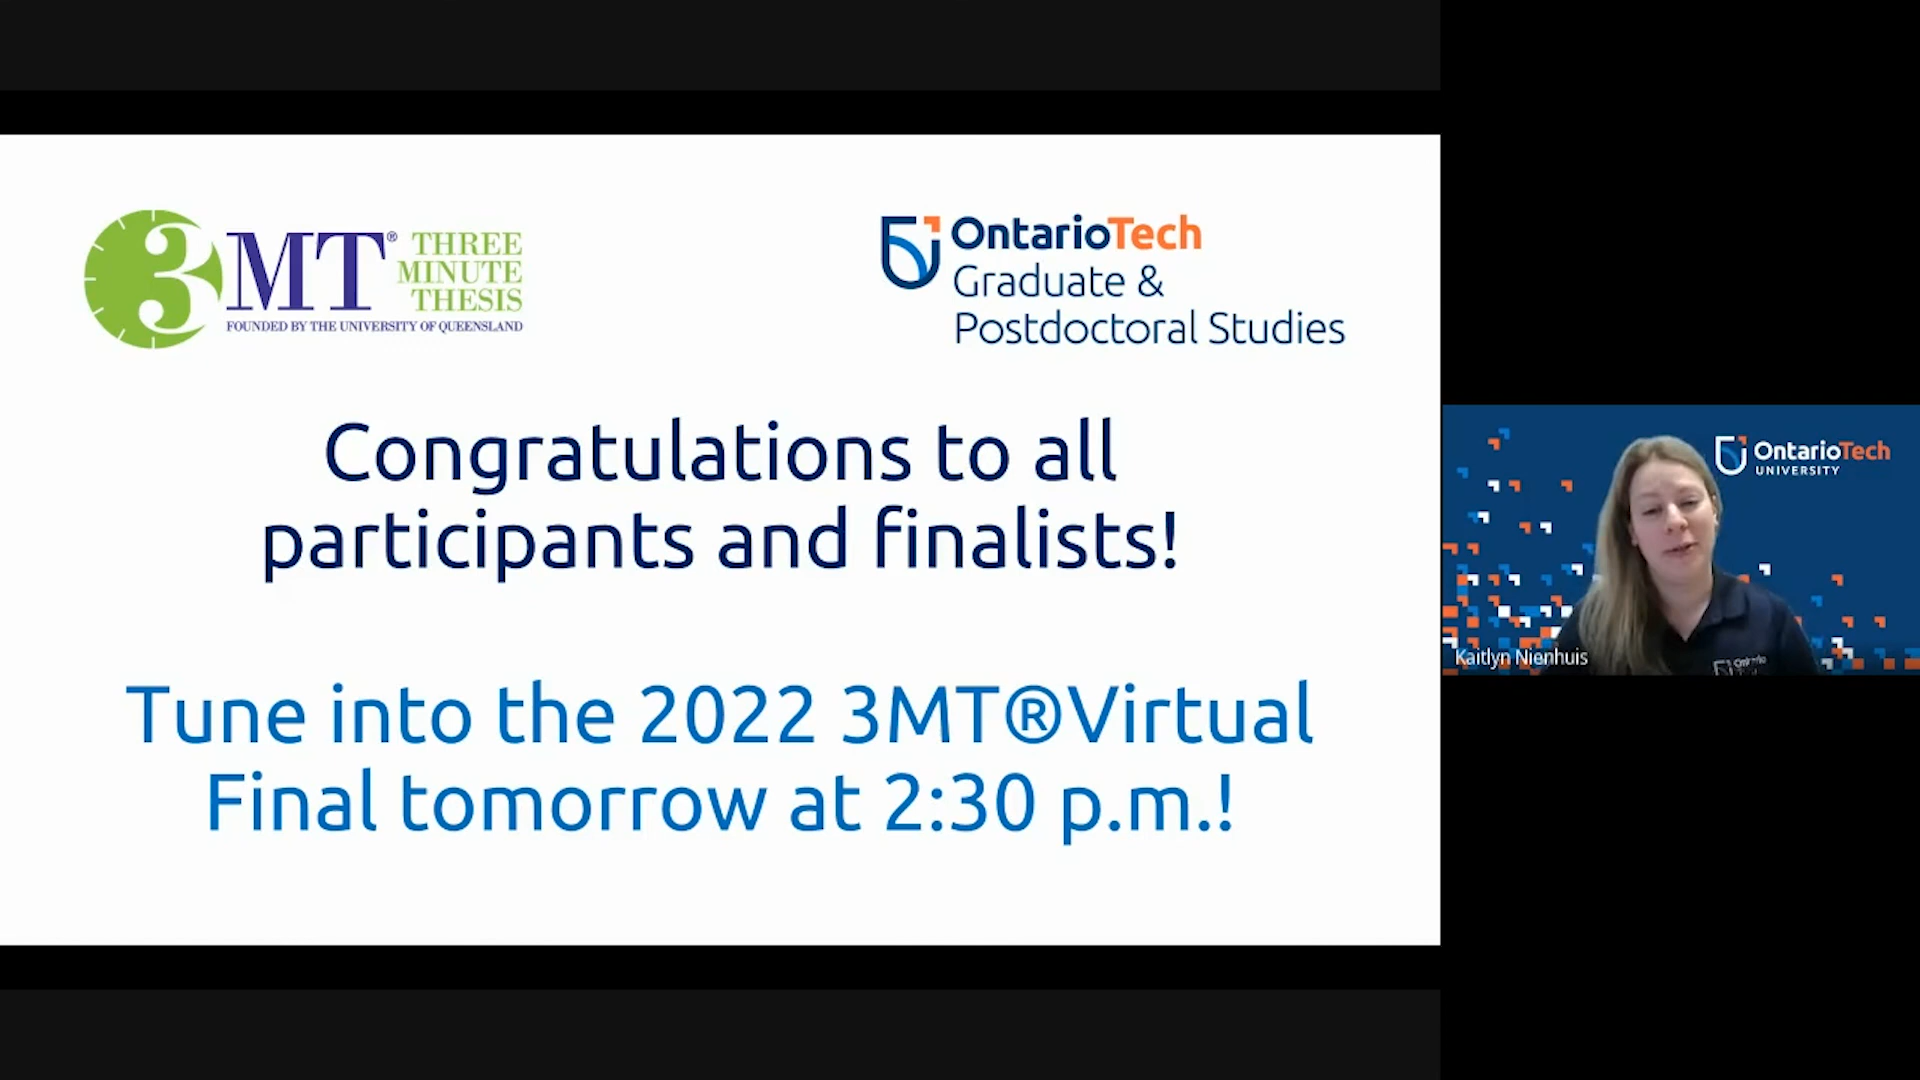 3MT® THREE
MINUTE
THESIS
FOUNDED BY THE UNIVERSITY OF QUEENSLAND
OntarioTech
Graduate &
Postdoctoral Studies
Congratulations to all
participants and finalists!
Tune into the 2022 3MT®Virtual
Final tomorrow at 2:30 p.m.!
OntarioTech
UNIVERSITY
Kaitlyn Nienhuis